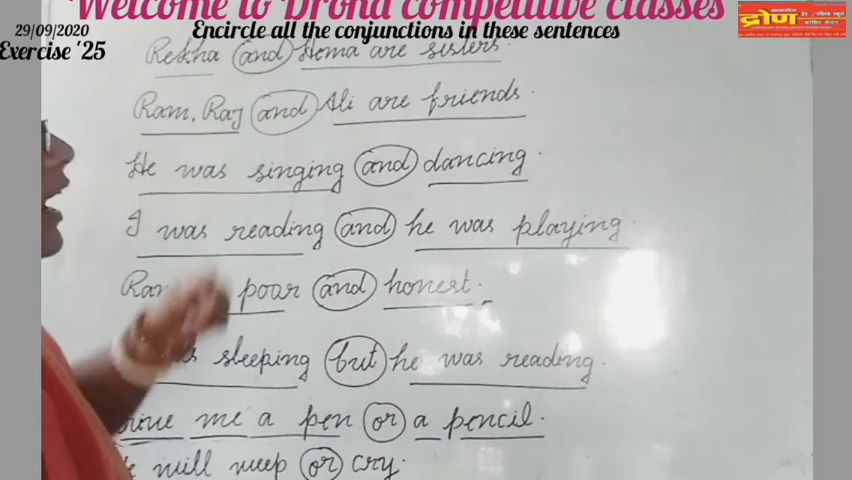 Welcome to Drona competitive classes
29/09/2020
Encircle all the conjunctions in these sentences
Exercise '25
द्रोण
Rekha and Hema are sisters.
Ram, Raj and Ali are friends.
He was singing and dancing.
I was reading and he was playing.
Ram poor and honest.
sleeping but he was reading.
me a pen or a pencil.
will weep or cry.